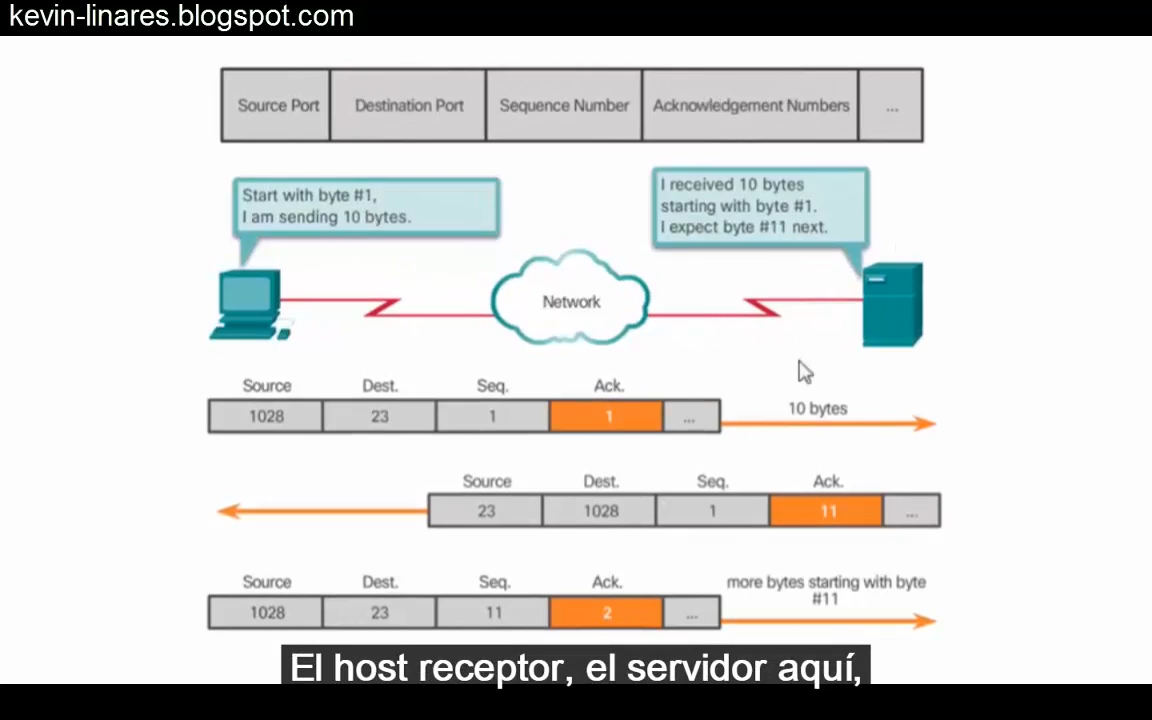 kevin-linares.blogspot.com
Source Port Destination Port Sequence Number Acknowledgement Numbers ...
Start with byte #1,
I am sending 10 bytes.
I received 10 bytes
starting with byte #1.
I expect byte #11 next.
Network
Source Dest. Seq. Ack.
1028 23 1 1 ...
10 bytes
Source Dest. Seq. Ack.
23 1028 1 11 ...
Source Dest. Seq. Ack.
1028 23 11 2 ...
more bytes starting with byte
#11
El host receptor, el servidor aquí,